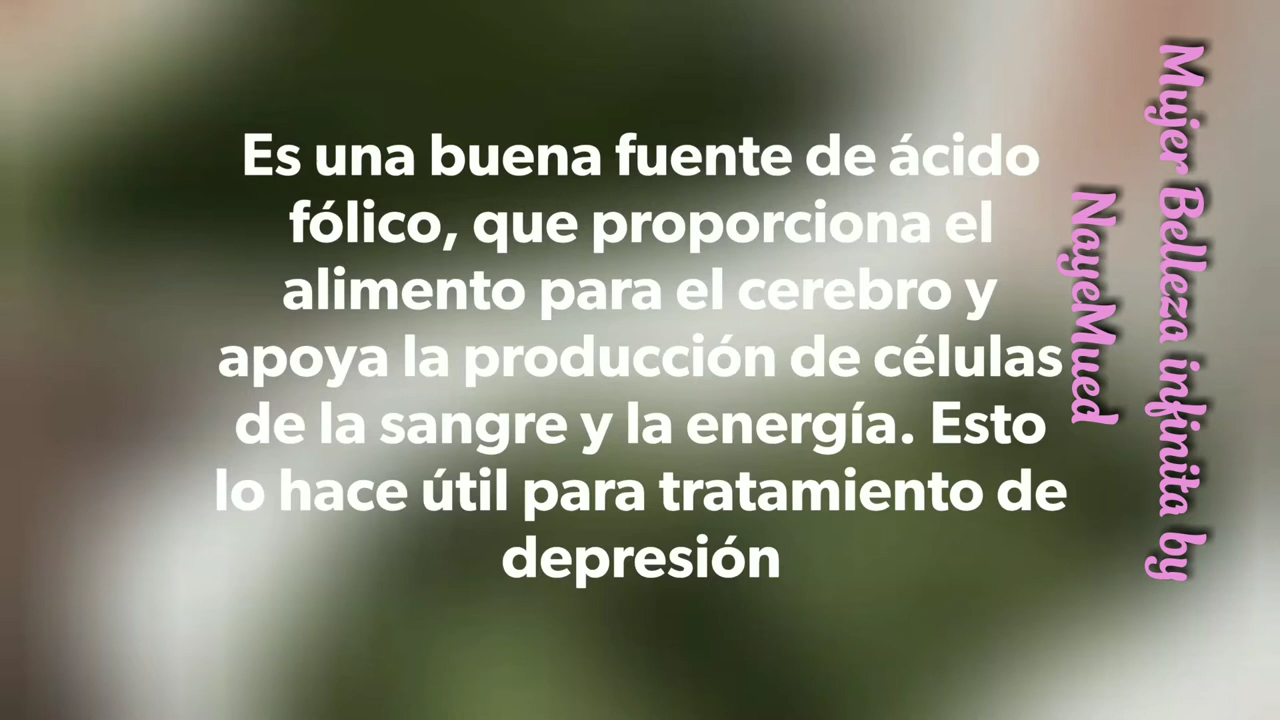 Es una buena fuente de ácido
fólico, que proporciona el
alimento para el cerebro y
apoya la producción de células
de la sangre y la energía. Esto
lo hace útil para tratamiento de
depresión
Mujer Belleza infinita by
NayeMued